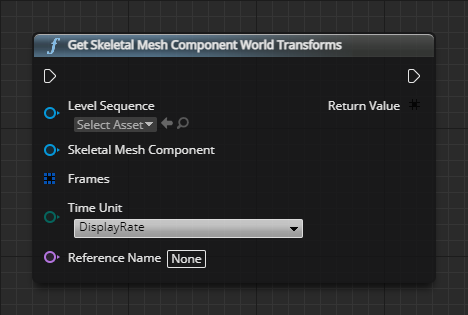 f Get Skeletal Mesh Component World Transforms
Level Sequence
Return Value
Select Asset
Skeletal Mesh Component
Frames
Time Unit
DisplayRate
Reference Name None